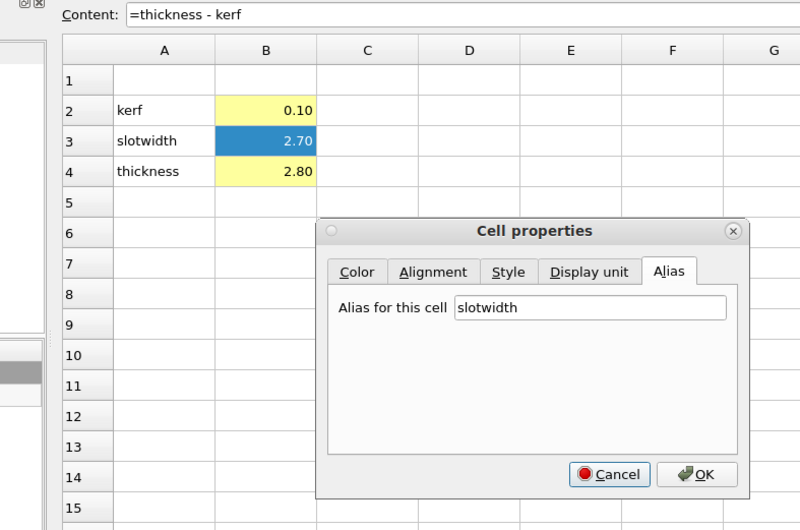 Content: =thickness - kerf
A B C D E F G
1
2 kerf 0.10
3 slotwidth 2.70
4 thickness 2.80
5
6
Cell properties
7
Color Alignment Style Display unit Alias
8
Alias for this cell slotwidth
9
10
11
12
13
14
Cancel OK
15